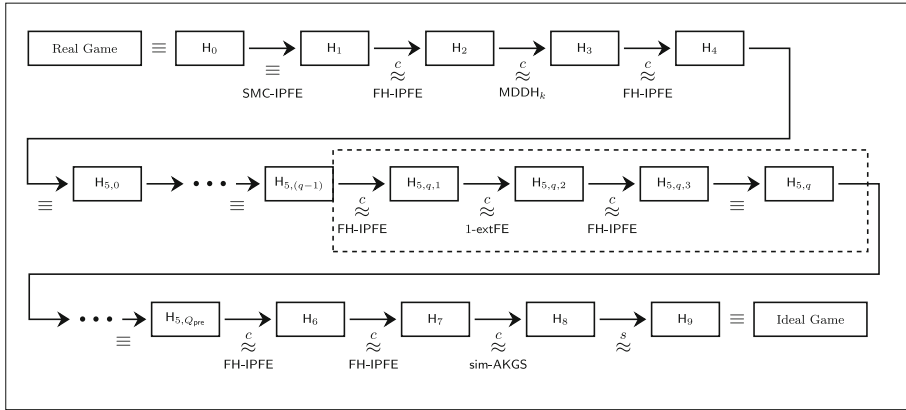 Real Game ≡ H₀ H₁ H₂ H₃ H₄
≡ c≈ c≈ c≈
SMC-IPFE FH-IPFE MDDHₖ FH-IPFE
H₅,₀ • • • H₅,₍q−1₎ H₅,q,1 H₅,q,2 H₅,q,3 H₅,q
≡ ≡ c≈ c≈ c≈ ≡
FH-IPFE 1-extFE FH-IPFE
• • • H₅,Qpre H₆ H₇ H₈ H₉ ≡ Ideal Game
≡ c≈ c≈ c≈ s≈
FH-IPFE FH-IPFE sim-AKGS